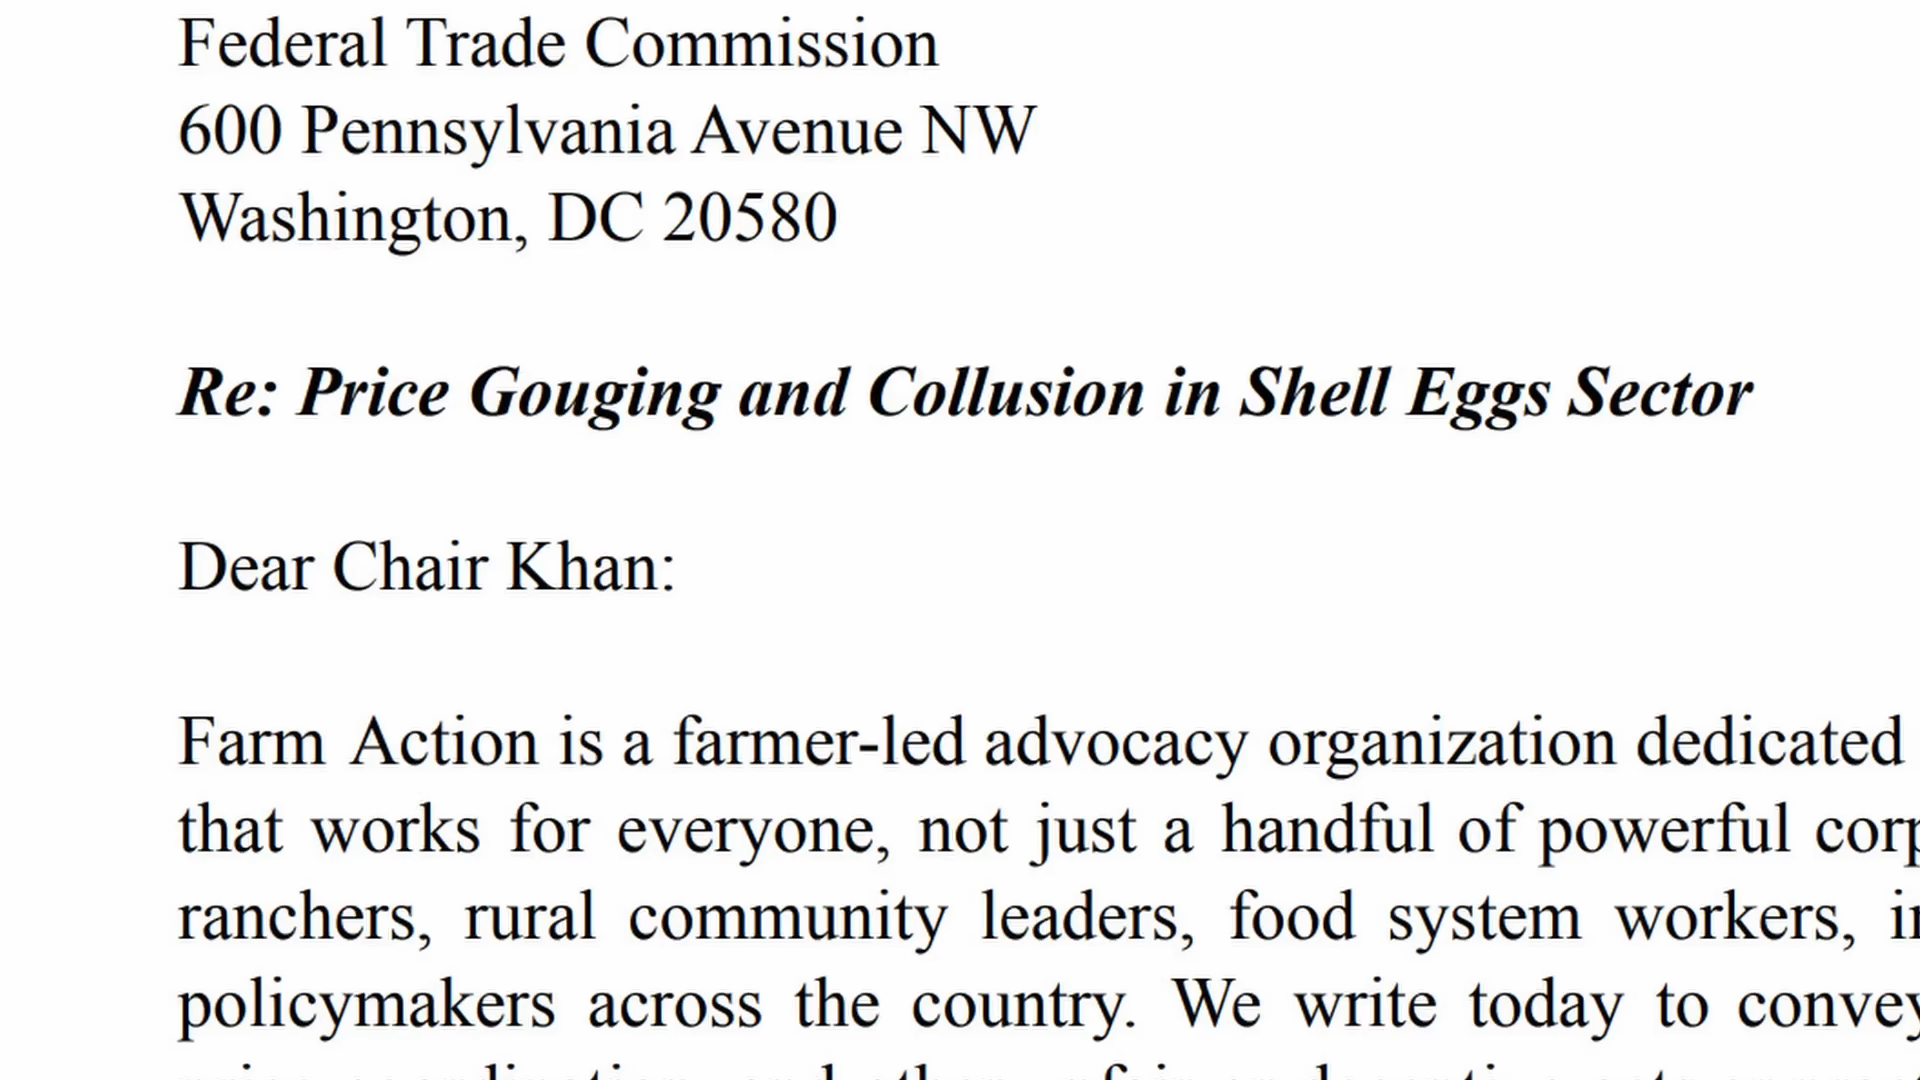 Federal Trade Commission
600 Pennsylvania Avenue NW
Washington, DC 20580
Re: Price Gouging and Collusion in Shell Eggs Sector
Dear Chair Khan:
Farm Action is a farmer-led advocacy organization dedicated
that works for everyone, not just a handful of powerful
ranchers, rural community leaders, food system workers,
policymakers across the country. We write today to convey